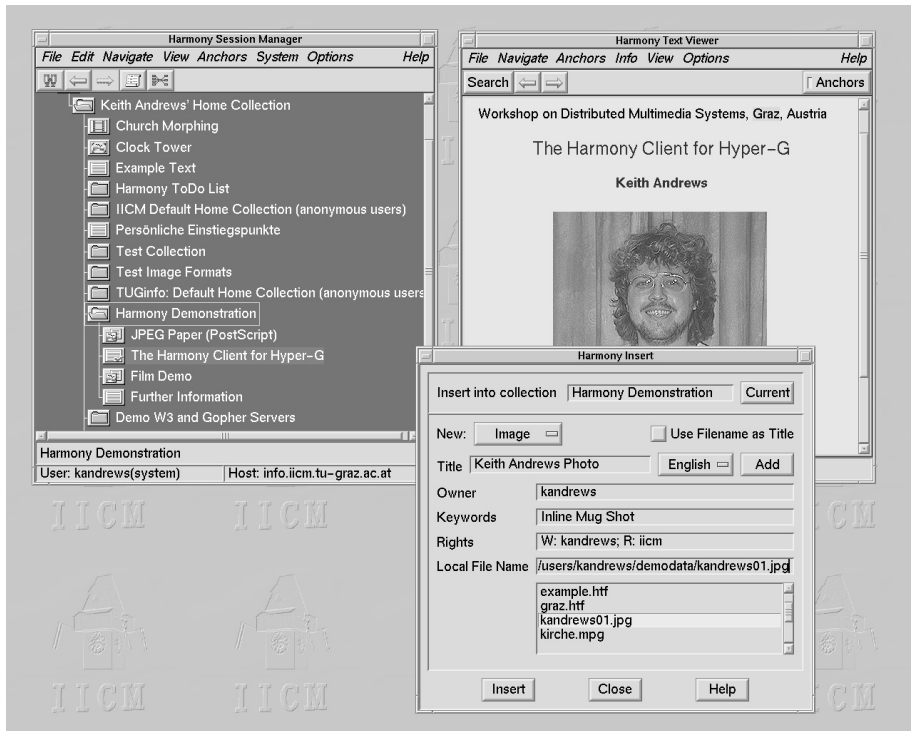 Harmony Session Manager
File Edit Navigate View Anchors System Options Help
Keith Andrews' Home Collection
Church Morphing
Clock Tower
Example Text
Harmony ToDo List
IICM Default Home Collection (anonymous users)
Persönliche Einstiegspunkte
Test Collection
Test Image Formats
TUGinfo: Default Home Collection (anonymous users
Harmony Demonstration
JPEG Paper (PostScript)
The Harmony Client for Hyper-G
Film Demo
Further Information
Demo W3 and Gopher Servers
Harmony Demonstration
User: kandrews(system) Host: info.iicm.tu-graz.ac.at
Harmony Text Viewer
File Navigate Anchors Info View Options Help
Search Anchors
Workshop on Distributed Multimedia Systems, Graz, Austria
The Harmony Client for Hyper-G
Keith Andrews
Harmony Insert
Insert into collection Harmony Demonstration Current
New: Image Use Filename as Title
Title Keith Andrews Photo English Add
Owner kandrews
Keywords Inline Mug Shot
Rights W: kandrews; R: iicm
Local File Name /users/kandrews/demodata/kandrews01.jpg
example.htf
graz.htf
kandrews01.jpg
kirche.mpg
Insert Close Help
IICM IICM
IICM IICM CM